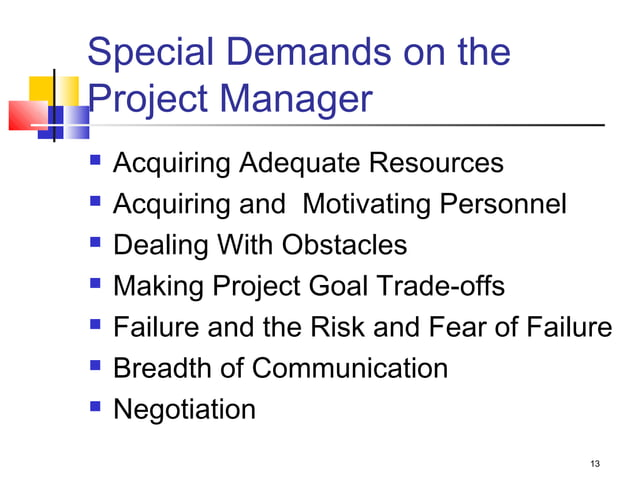 Special Demands on the
Project Manager
Acquiring Adequate Resources
Acquiring and  Motivating Personnel
Dealing With Obstacles
Making Project Goal Trade-offs
Failure and the Risk and Fear of Failure
Breadth of Communication
Negotiation
13